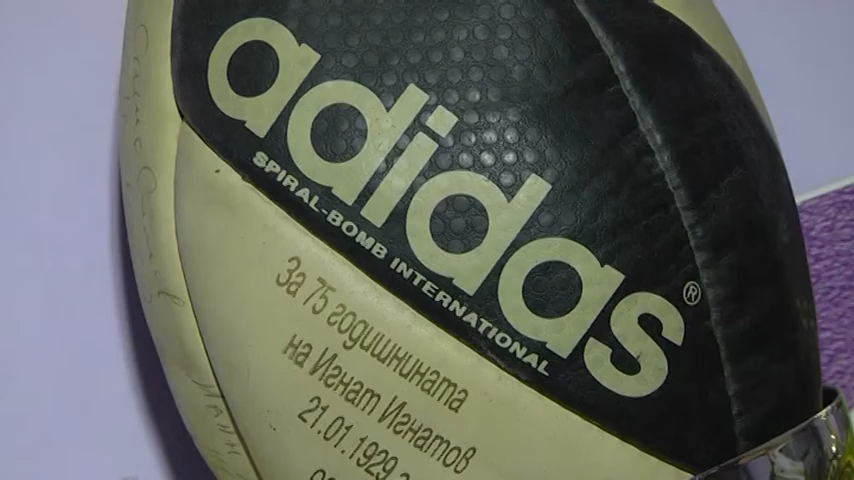 adidas®
SPIRAL-BOMB INTERNATIONAL
За 75 годишнината
на Игнат Игнатов
21.01.1929